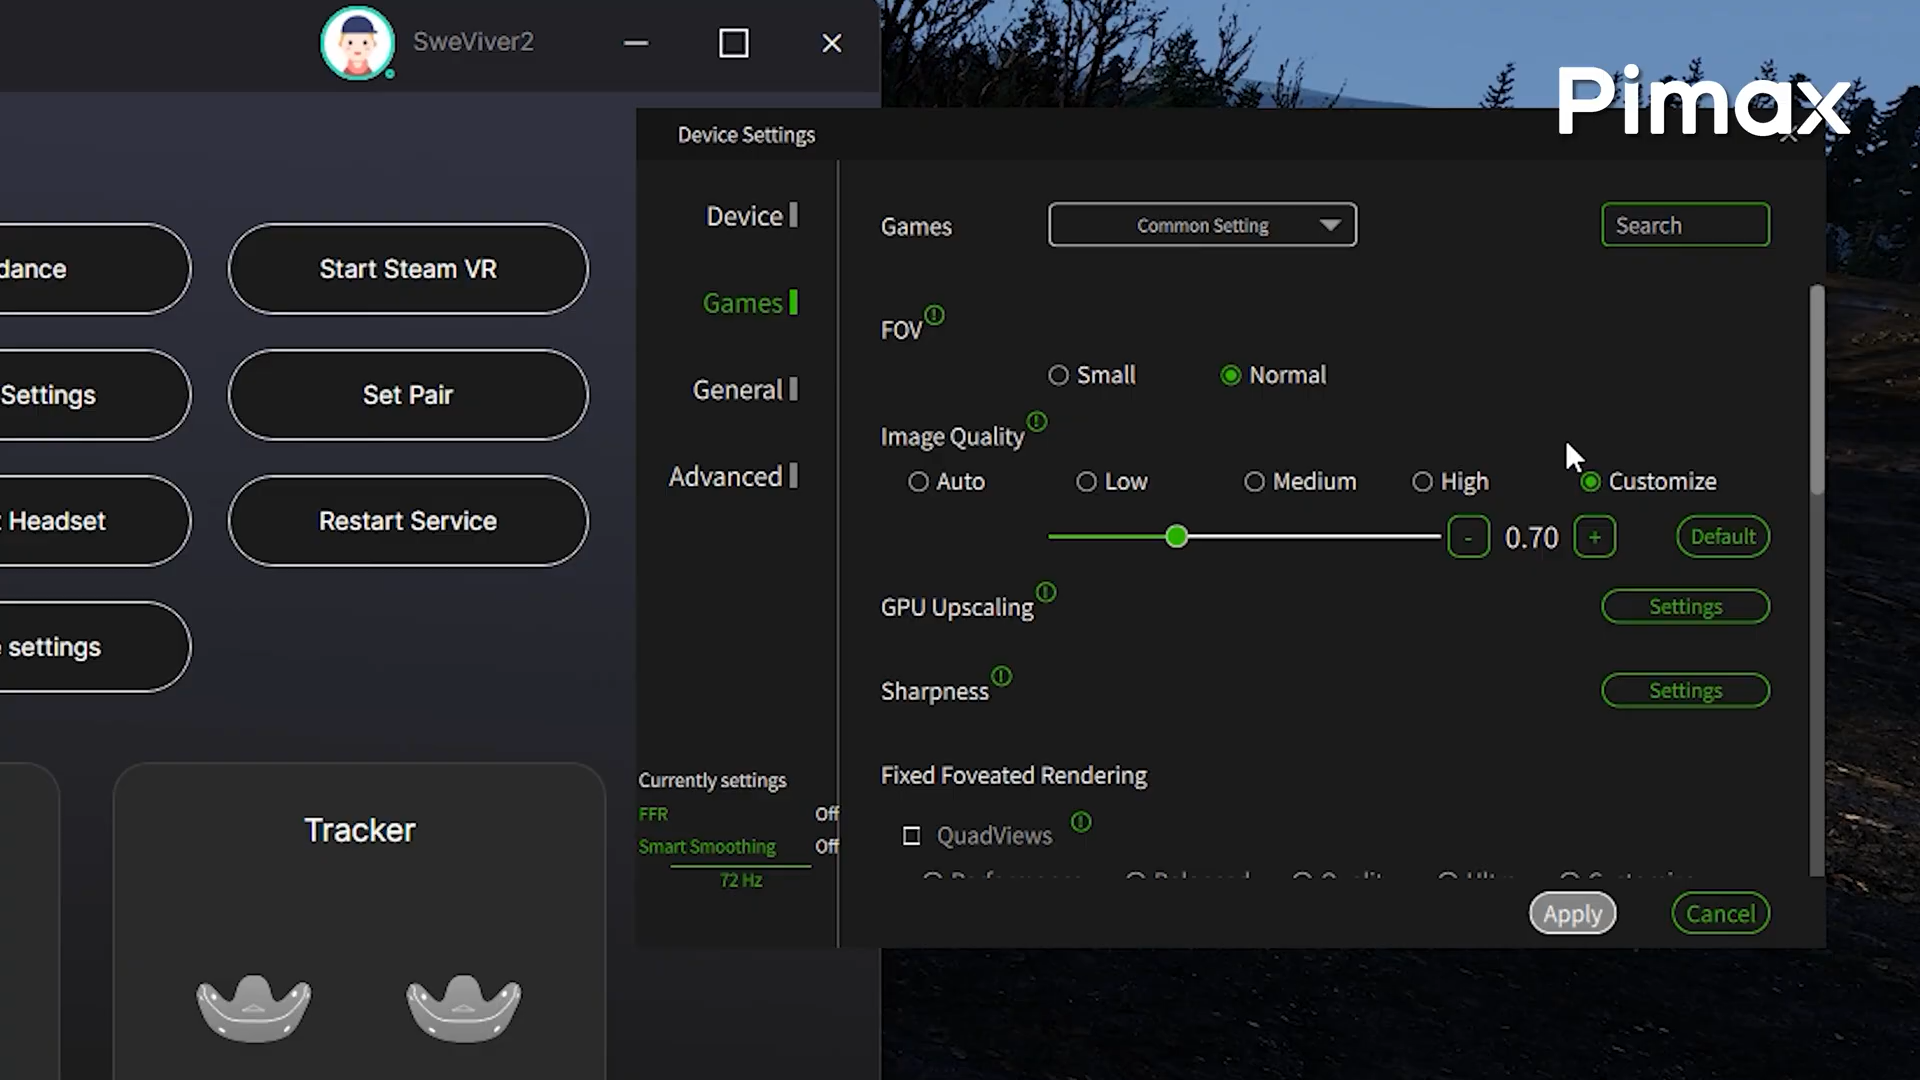 SweViver2
Pimax
Device Settings
dance
Start Steam VR
Settings
Set Pair
Headset
Restart Service
settings
Tracker
Device
Games
General
Advanced
Currently settings
FFR Off
Smart Smoothing Off
72 Hz
Games Common Setting Search
FOV
Small Normal
Image Quality
Auto Low Medium High Customize
- 0.70 + Default
GPU Upscaling Settings
Sharpness Settings
Fixed Foveated Rendering
QuadViews
Apply Cancel